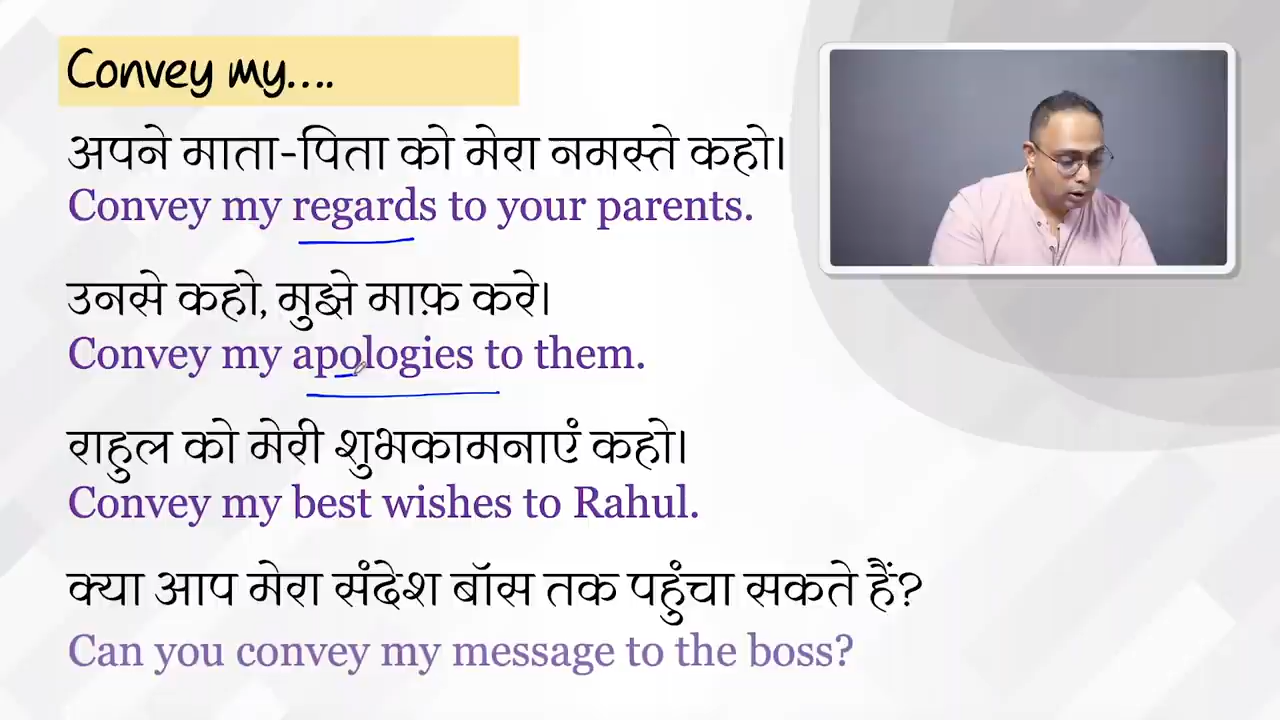 Convey my....
अपने माता-पिता को मेरा नमस्ते कहो।
Convey my regards to your parents.
उनसे कहो, मुझे माफ़ करे।
Convey my apologies to them.
राहुल को मेरी शुभकामनाएं कहो।
Convey my best wishes to Rahul.
क्या आप मेरा संदेश बॉस तक पहुंचा सकते हैं?
Can you convey my message to the boss?